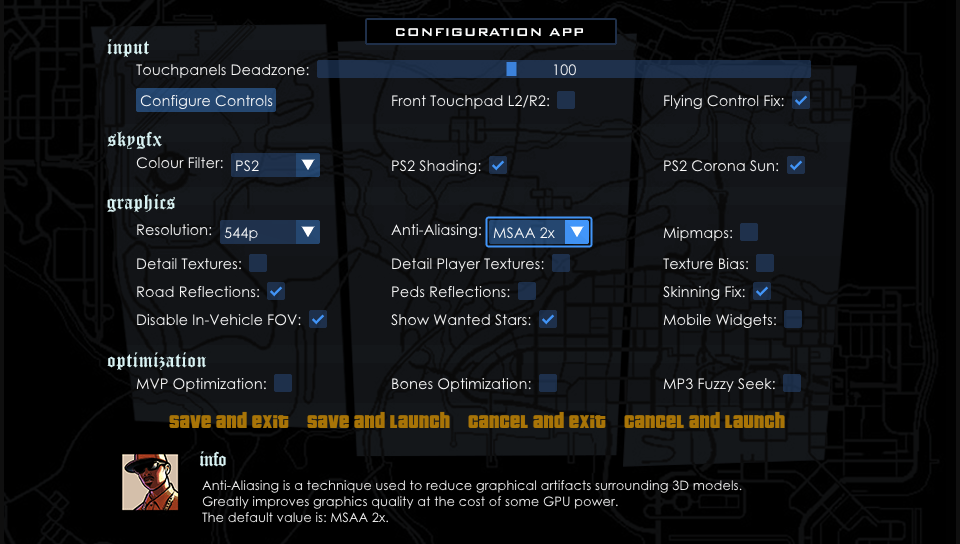 CONFIGURATION APP
input
Touchpanels Deadzone: 100
Configure Controls Front Touchpad L2/R2: Flying Control Fix:
skygfx
Colour Filter: PS2 PS2 Shading: PS2 Corona Sun:
graphics
Resolution: 544p Anti-Aliasing: MSAA 2x Mipmaps:
Detail Textures: Detail Player Textures: Texture Bias:
Road Reflections: Peds Reflections: Skinning Fix:
Disable In-Vehicle FOV: Show Wanted Stars: Mobile Widgets:
optimization
MVP Optimization: Bones Optimization: MP3 Fuzzy Seek:
save and exit save and launch cancel and exit cancel and launch
info
Anti-Aliasing is a technique used to reduce graphical artifacts surrounding 3D models.
Greatly improves graphics quality at the cost of some GPU power.
The default value is: MSAA 2x.